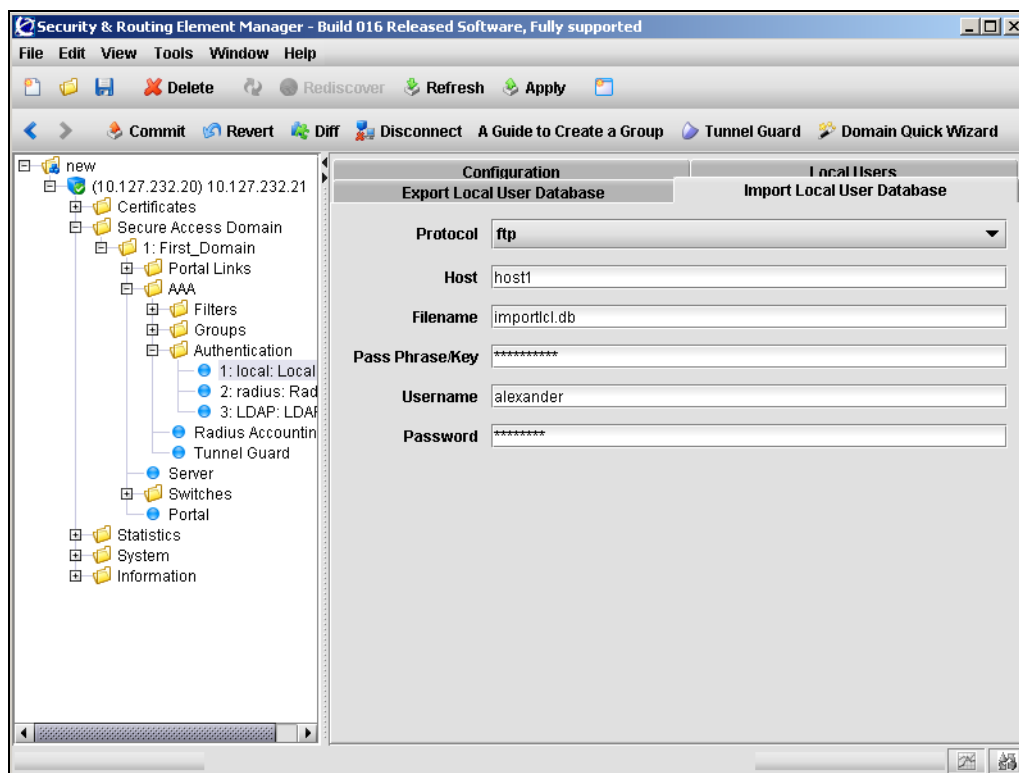 Security & Routing Element Manager - Build 016 Released Software, Fully supported
File Edit View Tools Window Help
Delete Rediscover Refresh Apply
Commit Revert Diff Disconnect A Guide to Create a Group Tunnel Guard Domain Quick Wizard
new
(10.127.232.20) 10.127.232.21
Certificates
Secure Access Domain
1: First_Domain
Portal Links
AAA
Filters
Groups
Authentication
1: local: Local
2: radius: Rad
3: LDAP: LDAP
Radius Accountin
Tunnel Guard
Server
Switches
Portal
Statistics
System
Information
Configuration Local Users
Export Local User Database Import Local User Database
Protocol ftp
Host host1
Filename importlcl.db
Pass Phrase/Key **********
Username alexander
Password ********